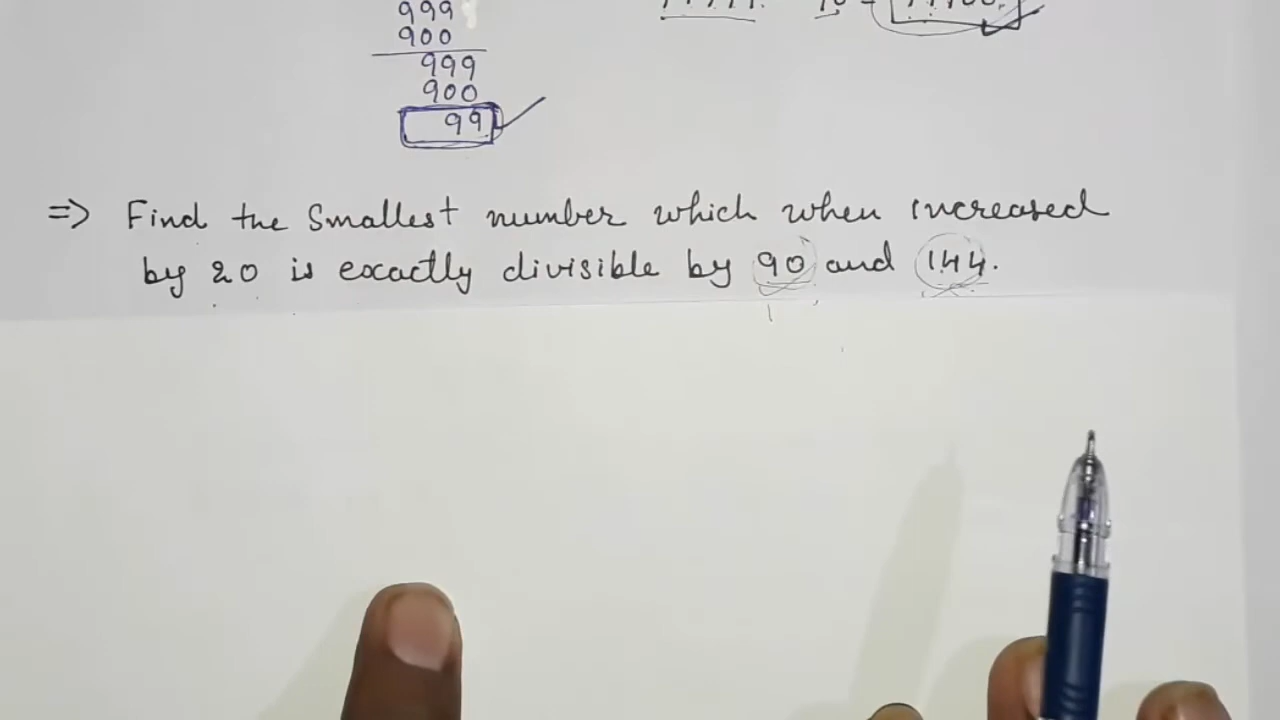 999
900
999
900
99
=> Find the Smallest number which when increased
by 20 is exactly divisible by 90 and 144.